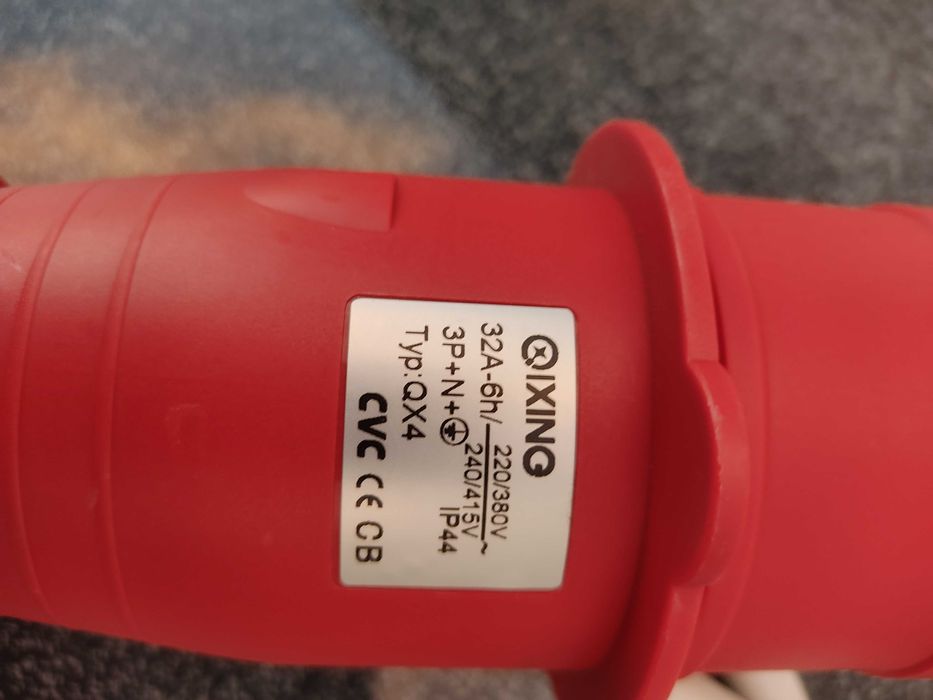 QIXING
32A-6h/ 220/380V
240/415V ~
3P+N+⏚ IP44
Typ:QX4
CVC CE CB